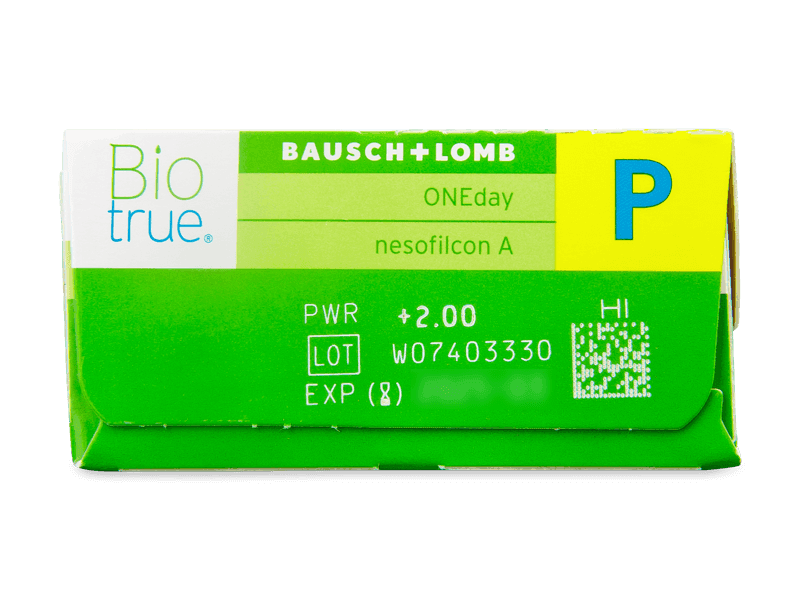 Bio
true®
BAUSCH+LOMB
ONEday
nesofilcon A
P
PWR +2.00
HI
LOT W07403330
EXP (⌛)